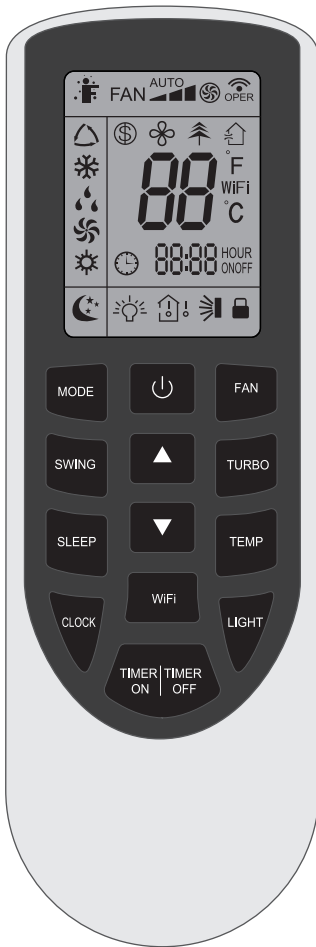 F FAN AUTO OPER
$
88 °F
WiFi
°C
88:88 HOUR
ONOFF
MODE FAN
SWING TURBO
SLEEP TEMP
WiFi
CLOCK LIGHT
TIMER ON TIMER OFF